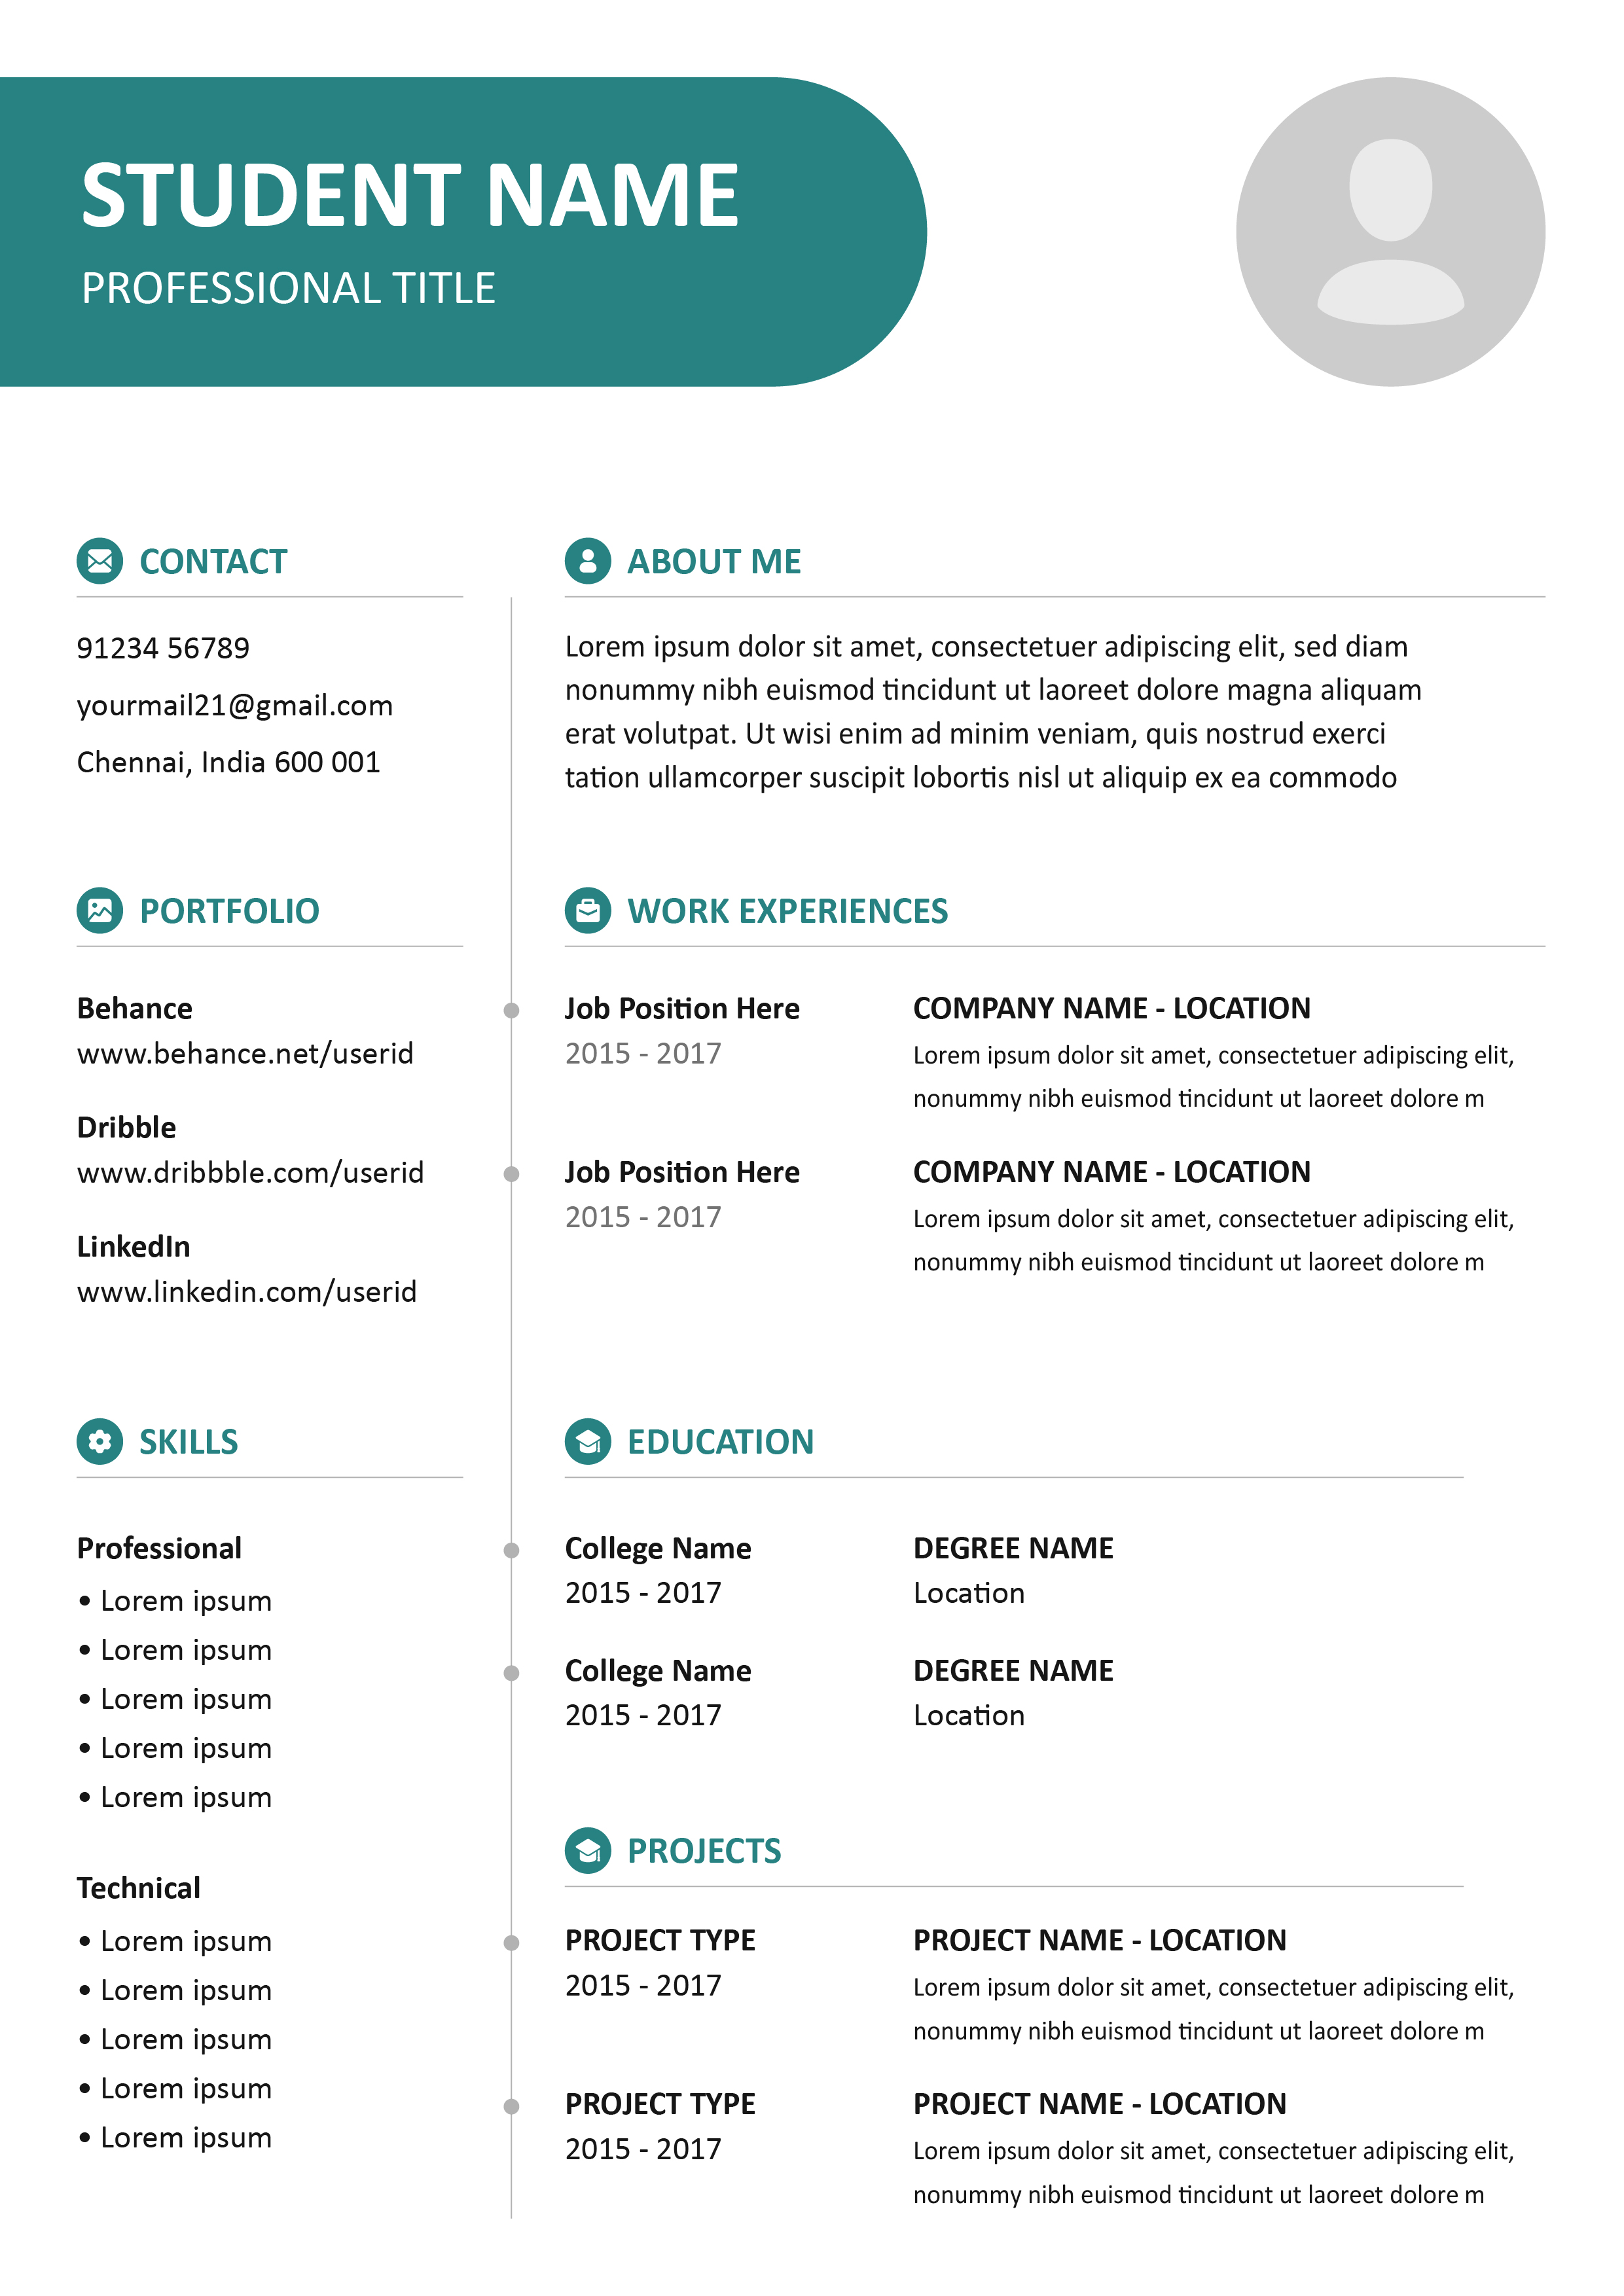 STUDENT NAME
PROFESSIONAL TITLE
CONTACT
91234 56789
yourmail21@gmail.com
Chennai, India 600 001
PORTFOLIO
Behance
www.behance.net/userid
Dribble
www.dribbble.com/userid
LinkedIn
www.linkedin.com/userid
SKILLS
Professional
• Lorem ipsum
• Lorem ipsum
• Lorem ipsum
• Lorem ipsum
• Lorem ipsum
Technical
• Lorem ipsum
• Lorem ipsum
• Lorem ipsum
• Lorem ipsum
• Lorem ipsum
ABOUT ME
Lorem ipsum dolor sit amet, consectetuer adipiscing elit, sed diam
nonummy nibh euismod tincidunt ut laoreet dolore magna aliquam
erat volutpat. Ut wisi enim ad minim veniam, quis nostrud exerci
tation ullamcorper suscipit lobortis nisl ut aliquip ex ea commodo
WORK EXPERIENCES
Job Position Here
2015 - 2017
COMPANY NAME - LOCATION
Lorem ipsum dolor sit amet, consectetuer adipiscing elit,
nonummy nibh euismod tincidunt ut laoreet dolore m
Job Position Here
2015 - 2017
COMPANY NAME - LOCATION
Lorem ipsum dolor sit amet, consectetuer adipiscing elit,
nonummy nibh euismod tincidunt ut laoreet dolore m
EDUCATION
College Name
2015 - 2017
DEGREE NAME
Location
College Name
2015 - 2017
DEGREE NAME
Location
PROJECTS
PROJECT TYPE
2015 - 2017
PROJECT NAME - LOCATION
Lorem ipsum dolor sit amet, consectetuer adipiscing elit,
nonummy nibh euismod tincidunt ut laoreet dolore m
PROJECT TYPE
2015 - 2017
PROJECT NAME - LOCATION
Lorem ipsum dolor sit amet, consectetuer adipiscing elit,
nonummy nibh euismod tincidunt ut laoreet dolore m